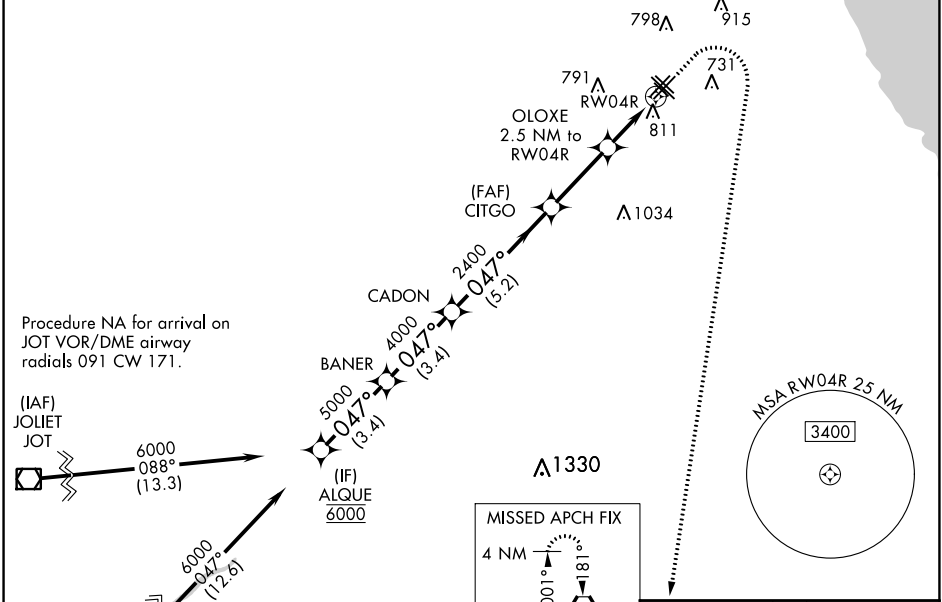 798
915
791
731
RW04R
811
OLOXE
2.5 NM to
RW04R
(FAF)
CITGO
1034
2400
047°
(5.2)
CADON
4000
047°
(3.4)
BANER
5000
047°
(3.4)
Procedure NA for arrival on
JOT VOR/DME airway
radials 091 CW 171.
(IAF)
JOLIET
JOT
6000
088°
(13.3)
(IF)
ALQUE
6000
6000
047°
(12.6)
1330
MSA RW04R 25 NM
3400
MISSED APCH FIX
4 NM
001°
181°